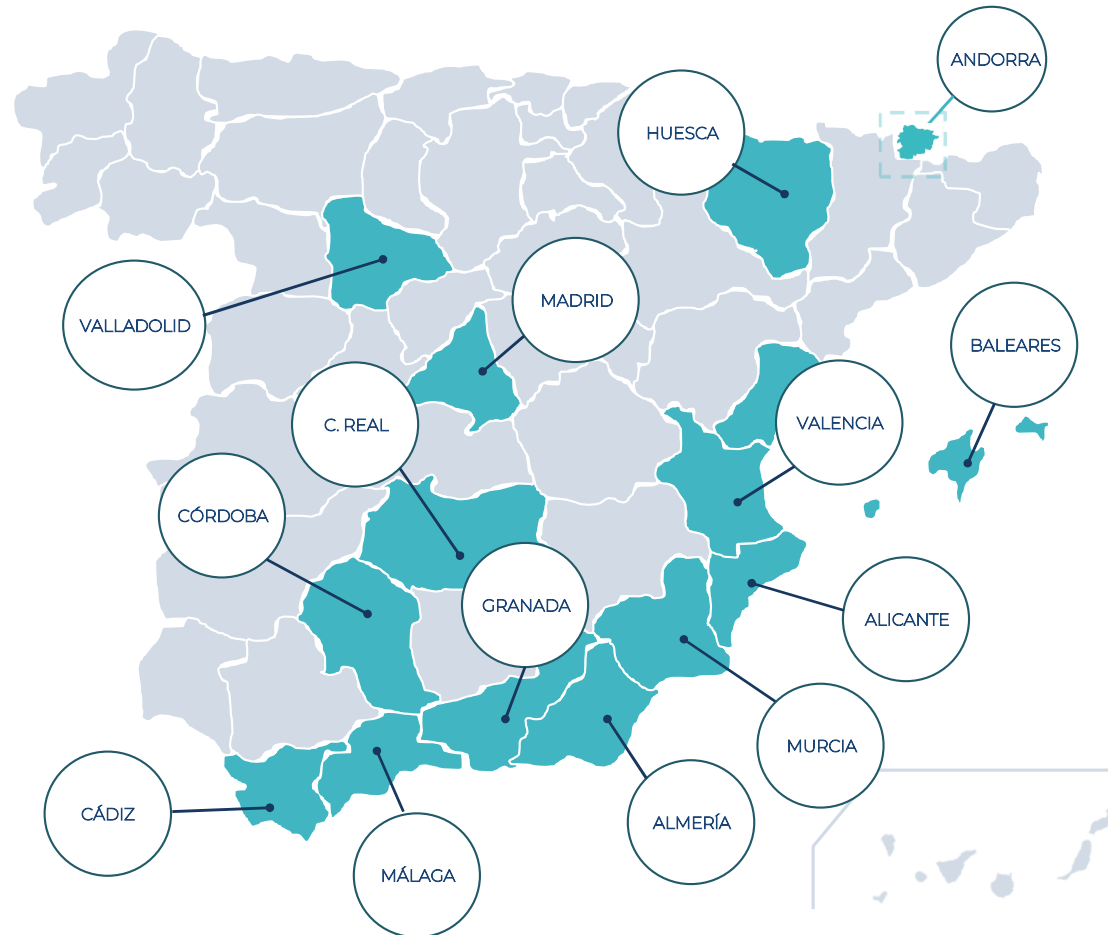 ANDORRA
HUESCA
MADRID
VALLADOLID
BALEARES
C. REAL
VALENCIA
CÓRDOBA
GRANADA
ALICANTE
MURCIA
CÁDIZ
ALMERÍA
MÁLAGA